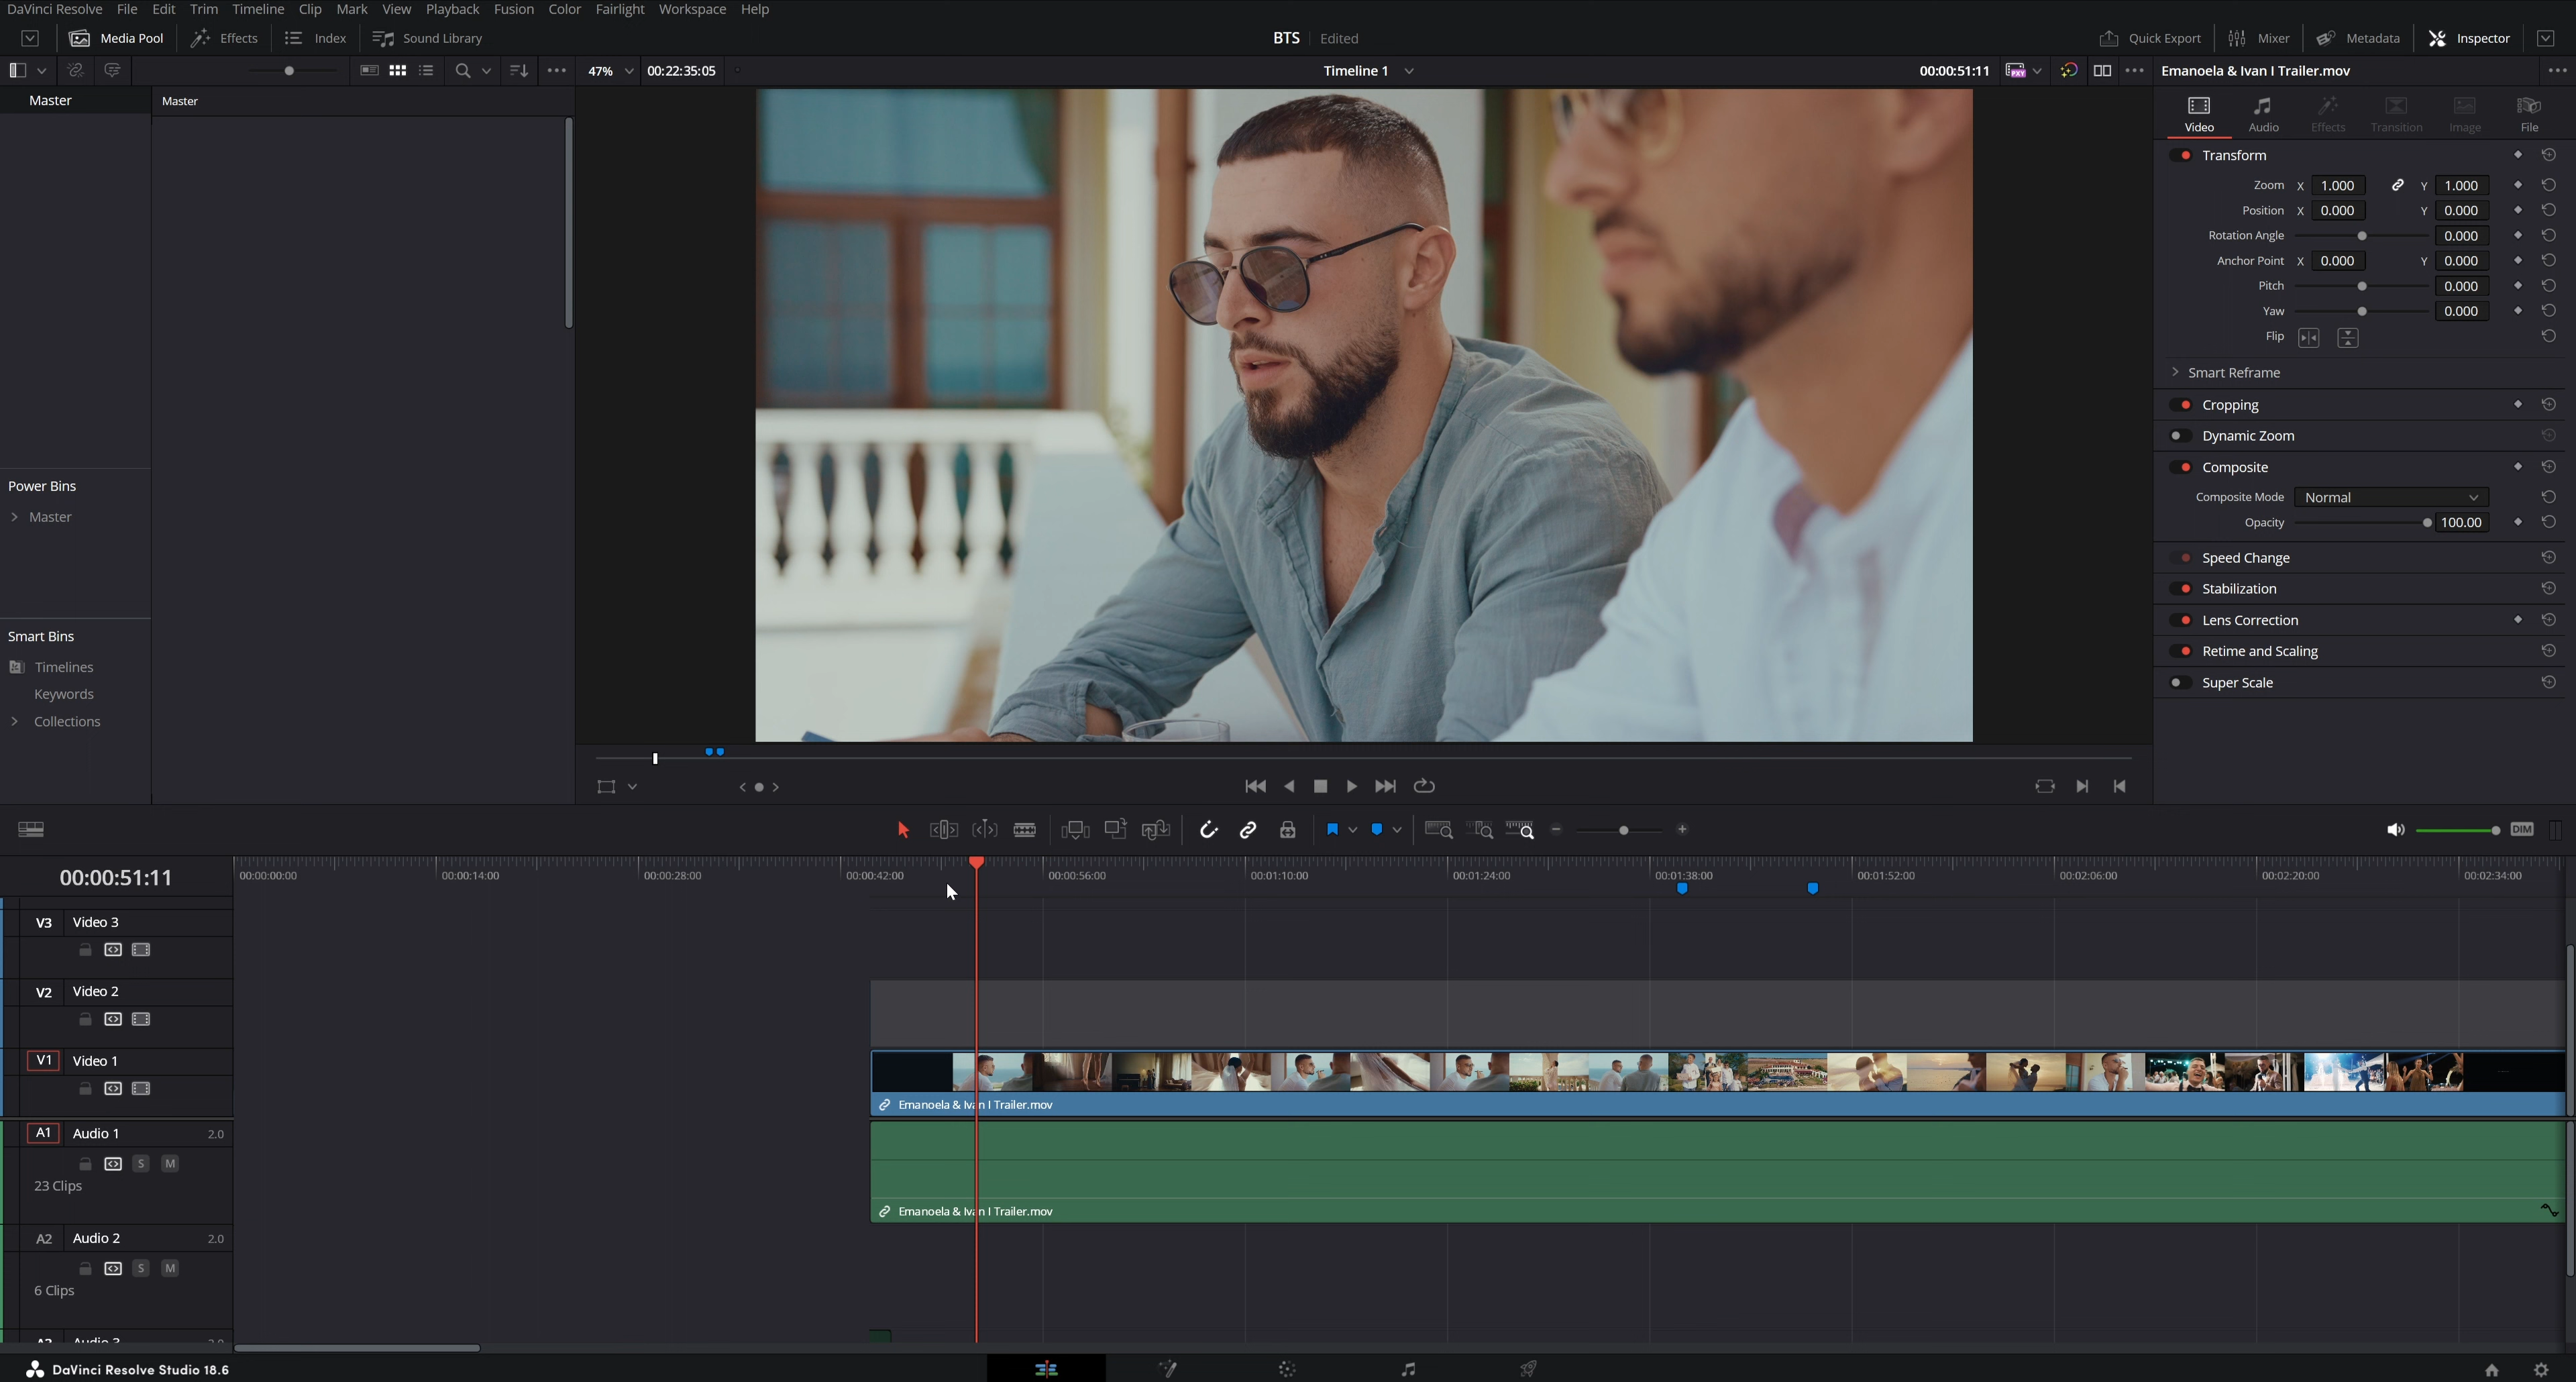 DaVinci Resolve File Edit Trim Timeline Clip Mark View Playback Fusion Color Fairlight Workspace Help
Media Pool Effects Index Sound Library BTS Edited Quick Export Mixer Metadata Inspector
47% 00:22:35:05 Timeline 1 00:00:51:11 PXY Emanoela & Ivan I Trailer.mov
Master Master
Video Audio Effects Transition Image File
Transform
Zoom X 1.000 Y 1.000
Position X 0.000 Y 0.000
Rotation Angle 0.000
Anchor Point X 0.000 Y 0.000
Pitch 0.000
Yaw 0.000
Flip
Smart Reframe
Cropping
Dynamic Zoom
Composite
Composite Mode Normal
Opacity 100.00
Speed Change
Stabilization
Lens Correction
Retime and Scaling
Super Scale
Power Bins
Master
Smart Bins
Timelines
Keywords
Collections
DIM
00:00:51:11 00:00:00:00 00:00:14:00 00:00:28:00 00:00:42:00 00:00:56:00 00:01:10:00 00:01:24:00 00:01:38:00 00:01:52:00 00:02:06:00 00:02:20:00 00:02:34:00
V3 Video 3
V2 Video 2
V1 Video 1
Emanoela & Ivan I Trailer.mov
A1 Audio 1 2.0
S M
23 Clips
Emanoela & Ivan I Trailer.mov
A2 Audio 2 2.0
S M
6 Clips
A3 Audio 3 2.0
DaVinci Resolve Studio 18.6